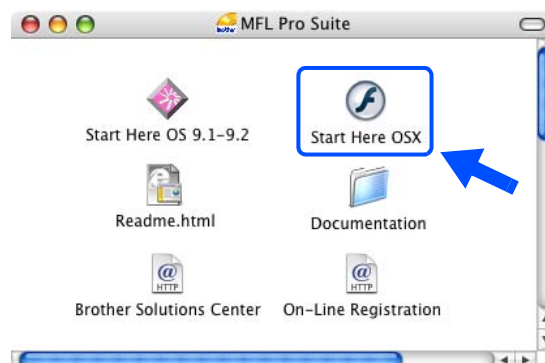 MFL Pro Suite
Start Here OS 9.1-9.2
Start Here OSX
Readme.html
Documentation
@
HTTP
@
HTTP
Brother Solutions Center
On-Line Registration